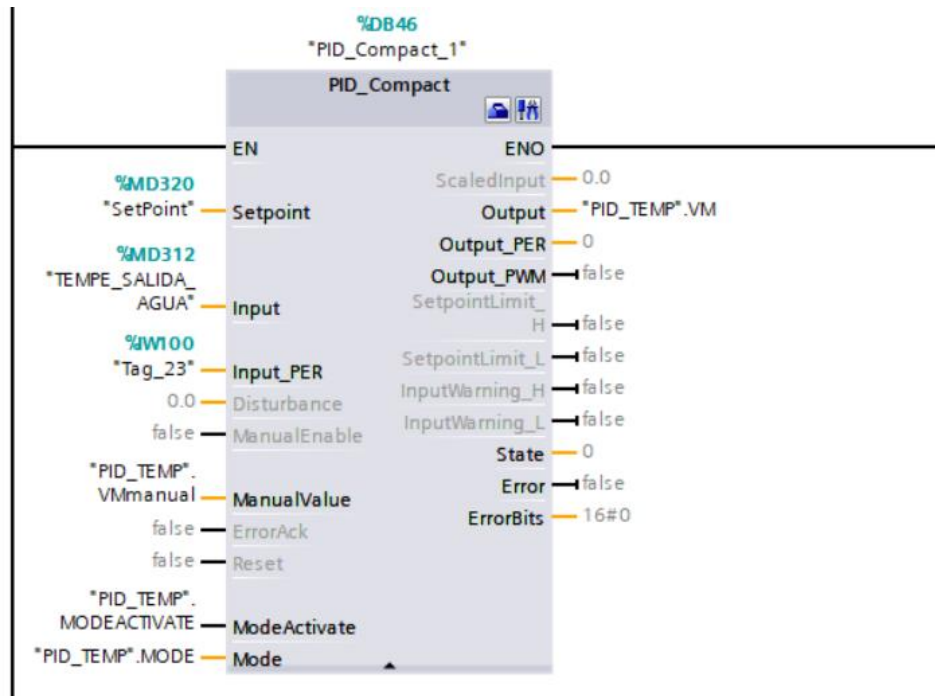 %DB46
"PID_Compact_1"
PID_Compact
EN ENO
ScaledInput 0.0
%MD320
"SetPoint" Setpoint
Output "PID_TEMP".VM
Output_PER 0
%MD312
"TEMPE_SALIDA_
AGUA" Input
Output_PWM false
SetpointLimit_
H false
%IW100
"Tag_23" Input_PER
SetpointLimit_L false
0.0 Disturbance
InputWarning_H false
false ManualEnable
InputWarning_L false
State 0
"PID_TEMP".
VMmanual ManualValue
Error false
false ErrorAck
ErrorBits 16#0
false Reset
"PID_TEMP".
MODEACTIVATE ModeActivate
"PID_TEMP".MODE Mode